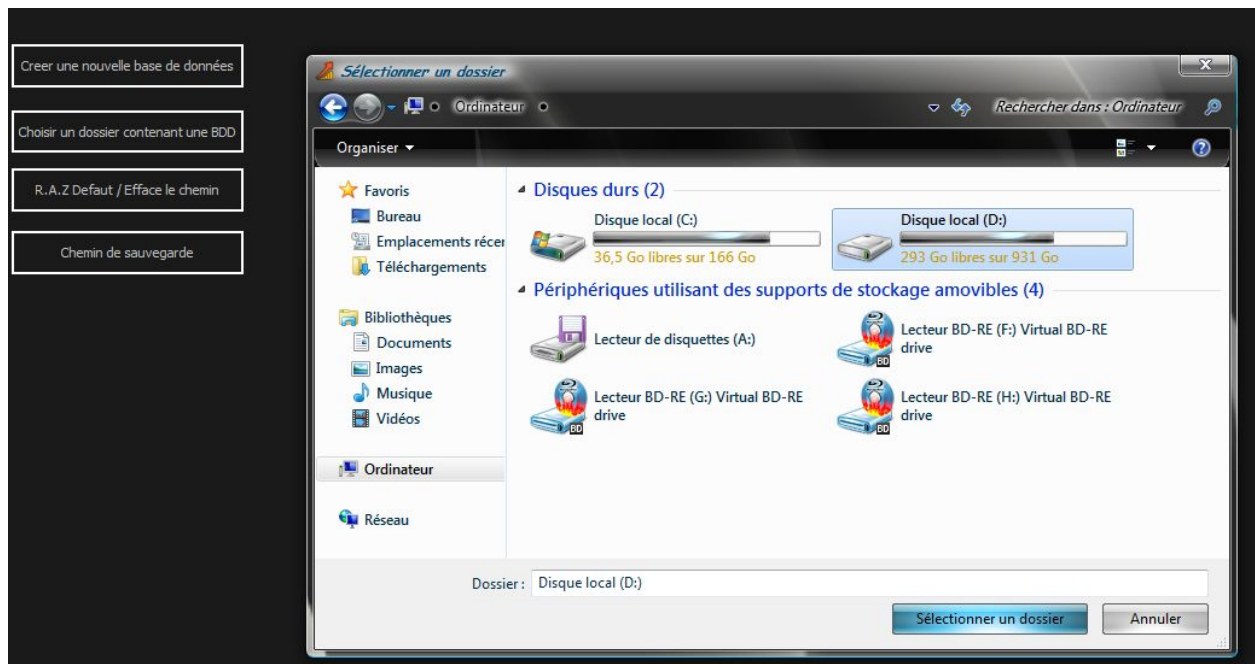 Creer une nouvelle base de données
Choisir un dossier contenant une BDD
R.A.Z Defaut / Efface le chemin
Chemin de sauvegarde
Sélectionner un dossier
x
Ordinateur
Rechercher dans : Ordinateur
Organiser
?
Favoris
Bureau
Emplacements récen
Téléchargements
Bibliothèques
Documents
Images
Musique
Vidéos
Ordinateur
Réseau
Disques durs (2)
Disque local (C:)
36,5 Go libres sur 166 Go
Disque local (D:)
293 Go libres sur 931 Go
Périphériques utilisant des supports de stockage amovibles (4)
Lecteur de disquettes (A:)
Lecteur BD-RE (F:) Virtual BD-RE
drive
BD
Lecteur BD-RE (G:) Virtual BD-RE
drive
BD
Lecteur BD-RE (H:) Virtual BD-RE
drive
BD
Dossier : Disque local (D:)
Sélectionner un dossier
Annuler